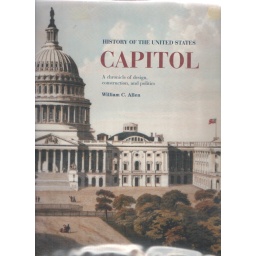 HISTORY OF THE UNITED STATES
CAPITOL
A chronicle of design,
construction, and politics
William C. Allen